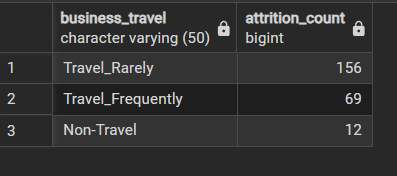 business_travel attrition_count
character varying (50) bigint
1 Travel_Rarely 156
2 Travel_Frequently 69
3 Non-Travel 12